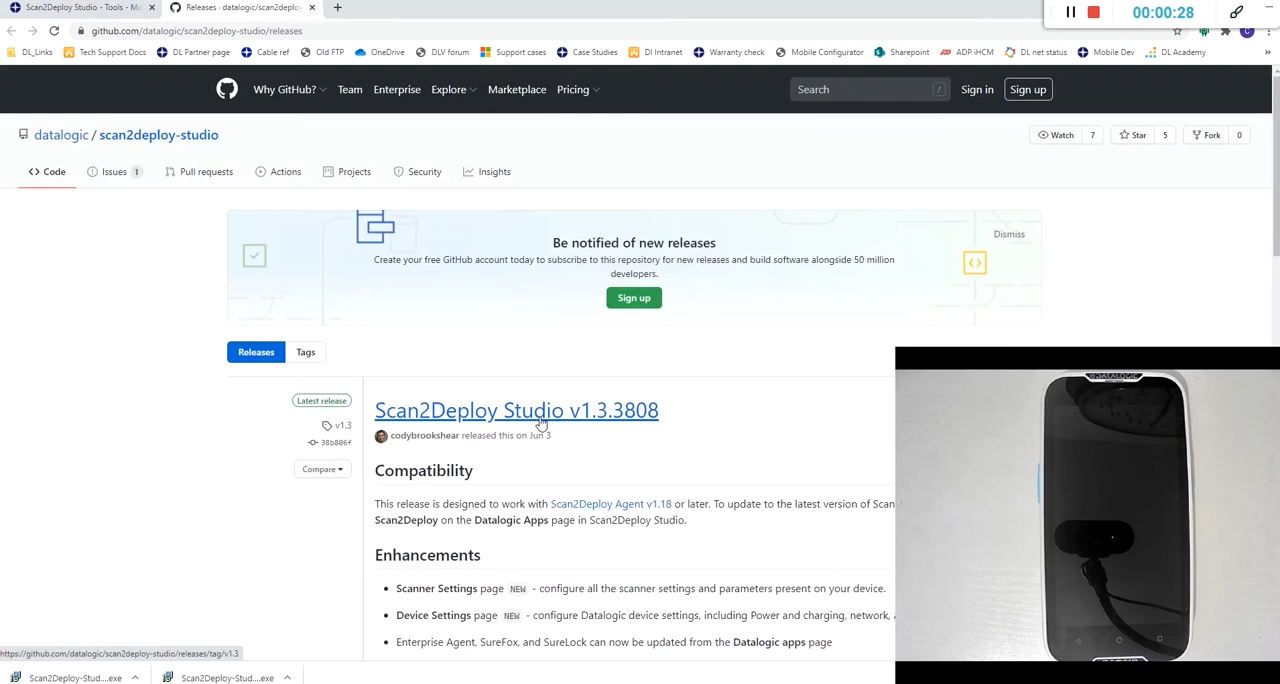 Scan2Deploy Studio - Tools - Mo
Releases · datalogic/scan2deploy
00:00:28
github.com/datalogic/scan2deploy-studio/releases
DL_Links
Tech Support Docs
DL Partner page
Cable ref
Old FTP
OneDrive
DLV forum
Support cases
Case Studies
DI Intranet
Warranty check
Mobile Configurator
Sharepoint
ADP iHCM
DL net status
Mobile Dev
DL Academy
Why GitHub?
Team
Enterprise
Explore
Marketplace
Pricing
Search
/
Sign in
Sign up
datalogic / scan2deploy-studio
Watch 7
Star 5
Fork 0
Code
Issues 1
Pull requests
Actions
Projects
Security
Insights
Be notified of new releases
Dismiss
Create your free GitHub account today to subscribe to this repository for new releases and build software alongside 50 million
developers.
Sign up
Releases
Tags
Latest release
v1.3
38b806f
Compare
Scan2Deploy Studio v1.3.3808
codybrookshear released this on Jun 3
Compatibility
This release is designed to work with Scan2Deploy Agent v1.18 or later. To update to the latest version of Scan
Scan2Deploy on the Datalogic Apps page in Scan2Deploy Studio.
Enhancements
Scanner Settings page NEW - configure all the scanner settings and parameters present on your device.
Device Settings page NEW - configure Datalogic device settings, including Power and charging, network,
Enterprise Agent, SureFox, and SureLock can now be updated from the Datalogic apps page
DATALOGIC
https://github.com/datalogic/scan2deploy-studio/releases/tag/v1.3
Scan2Deploy-Stud....exe
Scan2Deploy-Stud....exe